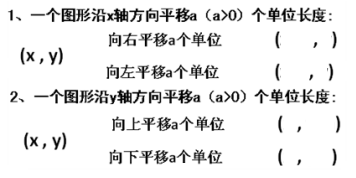 1、一个图形沿x轴方向平移a（a>0）个单位长度:
向右平移a个单位 ( , )
(x , y)
向左平移a个单位 ( , )
2、一个图形沿y轴方向平移a（a>0）个单位长度:
向上平移a个单位 ( , )
(x , y)
向下平移a个单位 ( , )